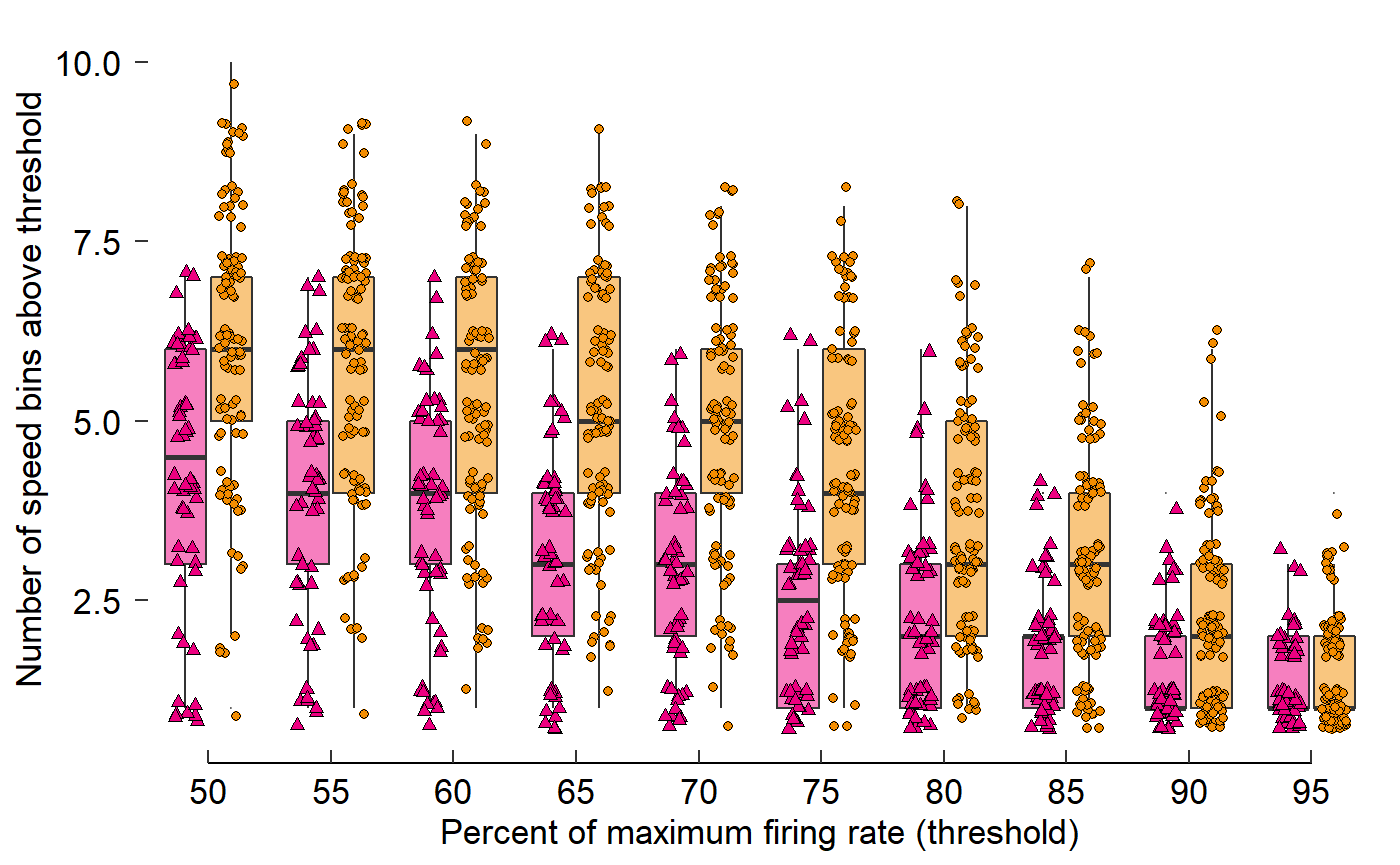 Number of speed bins above threshold
10.0
7.5
5.0
2.5
50 55 60 65 70 75 80 85 90 95
Percent of maximum firing rate (threshold)